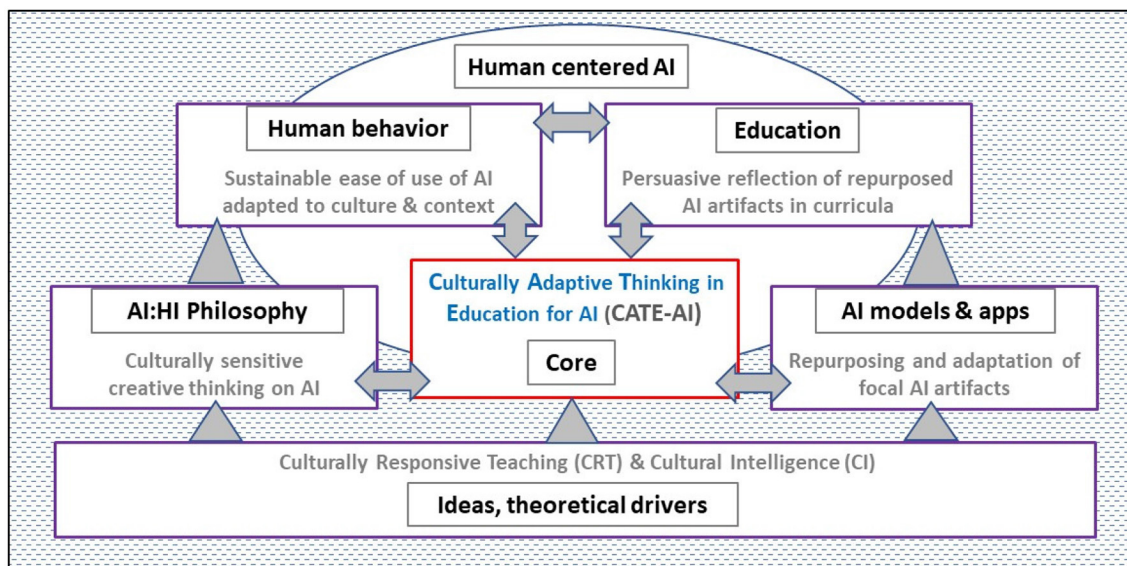 Human centered AI
Human behavior
Sustainable ease of use of AI
adapted to culture & context
Education
Persuasive reflection of repurposed
AI artifacts in curricula
AI:HI Philosophy
Culturally sensitive
creative thinking on AI
Culturally Adaptive Thinking in
Education for AI (CATE-AI)
Core
AI models & apps
Repurposing and adaptation of
focal AI artifacts
Culturally Responsive Teaching (CRT) & Cultural Intelligence (CI)
Ideas, theoretical drivers